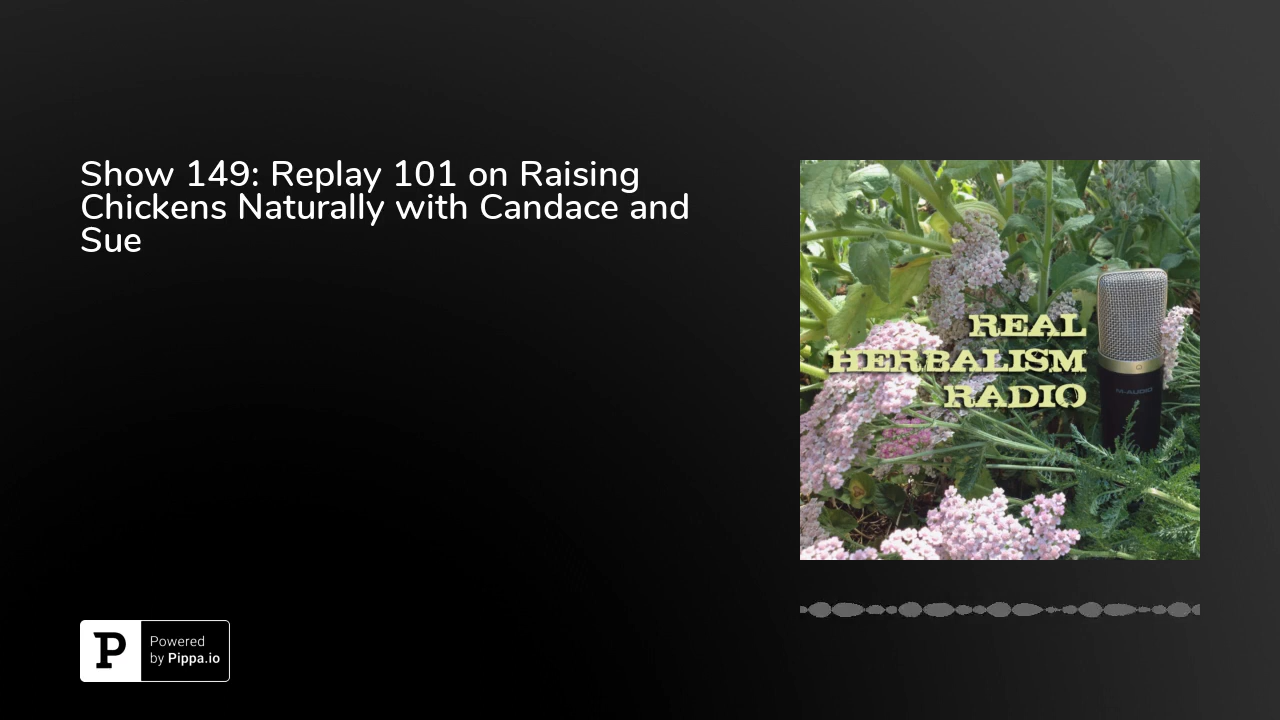 Show 149: Replay 101 on Raising
Chickens Naturally with Candace and
Sue
REAL
HERBALISM
RADIO
M-AUDIO
P
Powered
by Pippa.io